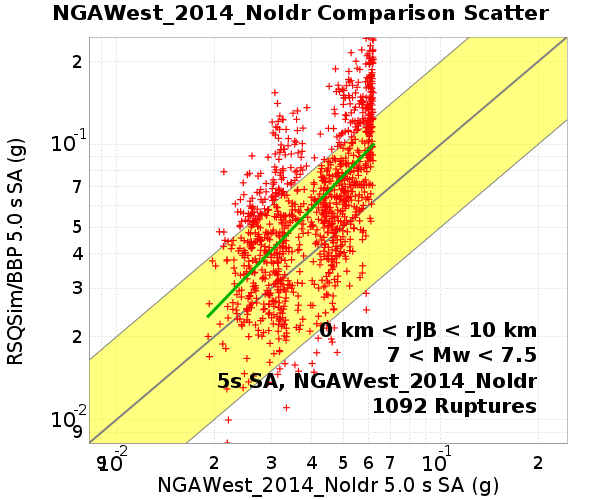 NGAWest_2014_NoIdr Comparison Scatter
RSQSim/BBP 5.0 s SA (g)
2
10-1
7
5
4
3
2
10-2
9
0 km < rJB < 10 km
7 < Mw < 7.5
5s SA, NGAWest_2014_NoIdr
1092 Ruptures
9 10-2 2 3 4 5 6 7 10-1 2
NGAWest_2014_NoIdr 5.0 s SA (g)